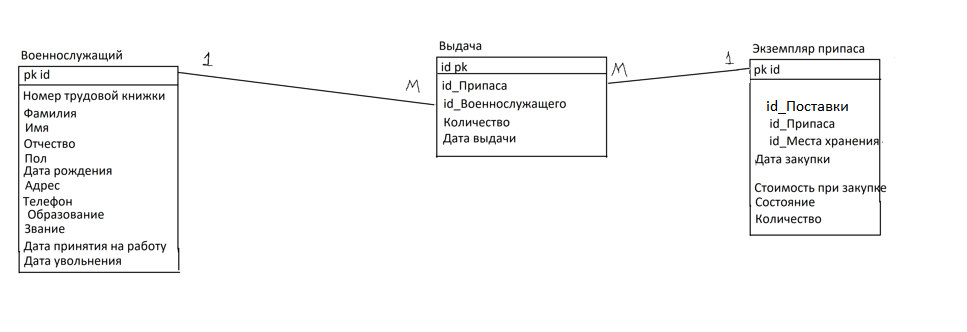 Военнослужащий
pk id
Номер трудовой книжки
Фамилия
Имя
Отчество
Пол
Дата рождения
Адрес
Телефон
Образование
Звание
Дата принятия на работу
Дата увольнения
1
М
Выдача
id pk
id_Припаса
id_Военнослужащего
Количество
Дата выдачи
М
1
Экземпляр припаса
pk id
id_Поставки
id_Припаса
id_Места хранения
Дата закупки
Стоимость при закупке
Состояние
Количество